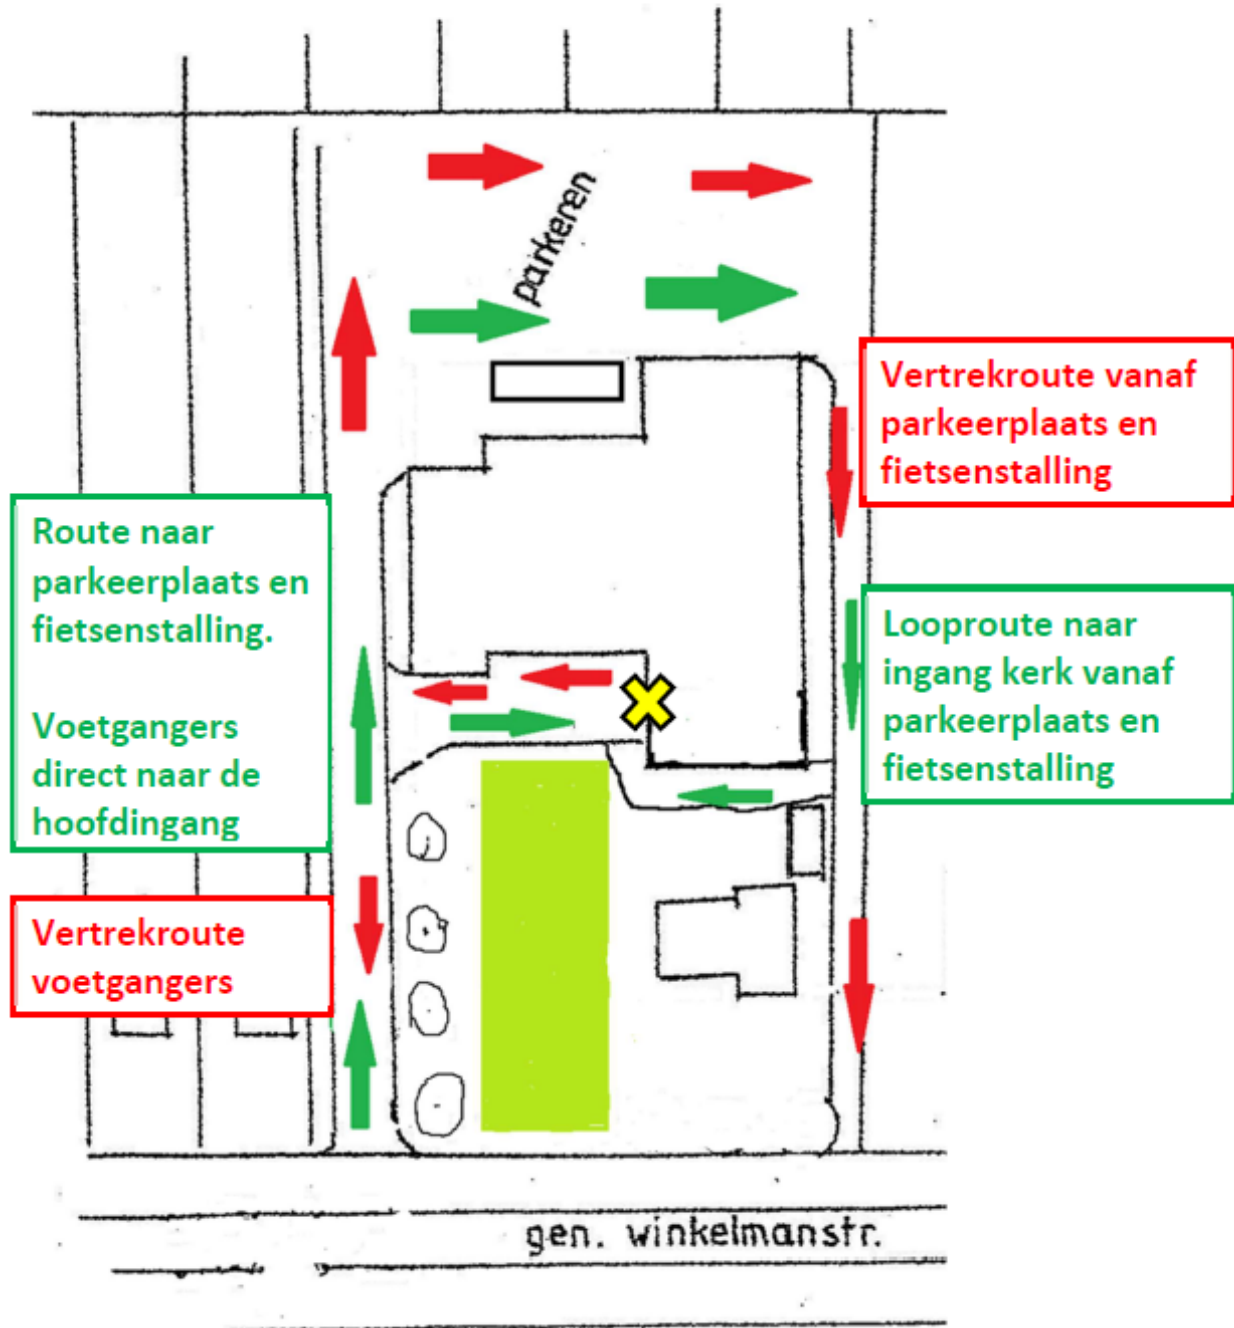 parkeren
Vertrekroute vanaf
parkeerplaats en
fietsenstalling
Route naar
parkeerplaats en
fietsenstalling.
Voetgangers
direct naar de
hoofdingang
Looproute naar
ingang kerk vanaf
parkeerplaats en
fietsenstalling
Vertrekroute
voetgangers
gen. winkelmanstr.